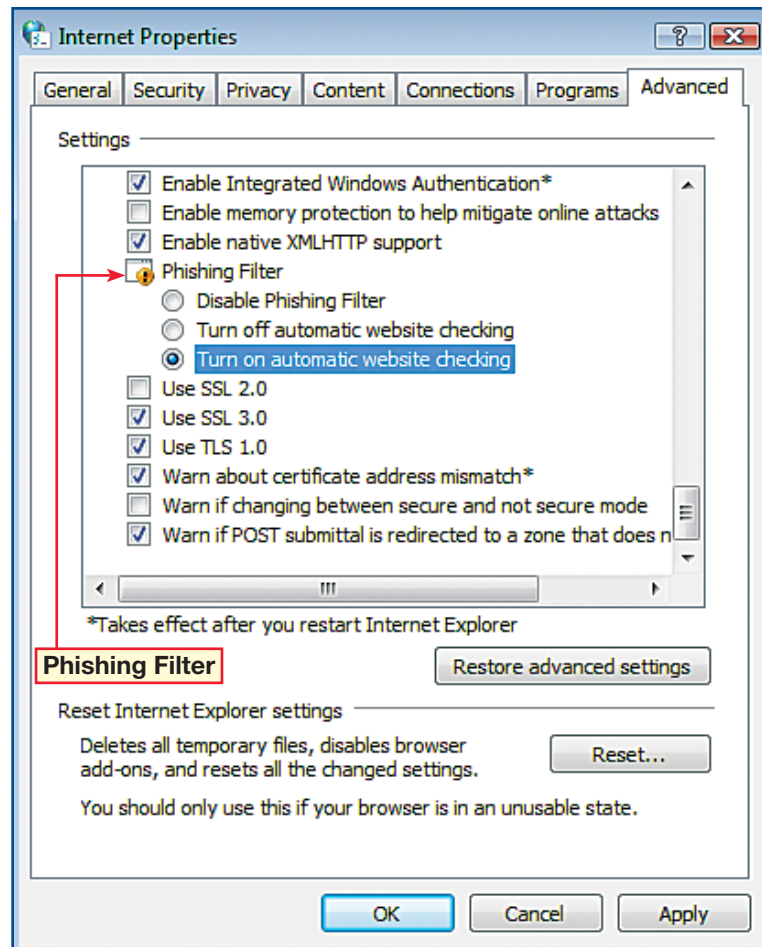 Internet Properties
General Security Privacy Content Connections Programs Advanced
Settings
Enable Integrated Windows Authentication*
Enable memory protection to help mitigate online attacks
Enable native XMLHTTP support
Phishing Filter
Disable Phishing Filter
Turn off automatic website checking
Turn on automatic website checking
Use SSL 2.0
Use SSL 3.0
Use TLS 1.0
Warn about certificate address mismatch*
Warn if changing between secure and not secure mode
Warn if POST submittal is redirected to a zone that does n
*Takes effect after you restart Internet Explorer
Phishing Filter
Restore advanced settings
Reset Internet Explorer settings
Deletes all temporary files, disables browser
add-ons, and resets all the changed settings.
Reset...
You should only use this if your browser is in an unusable state.
OK Cancel Apply